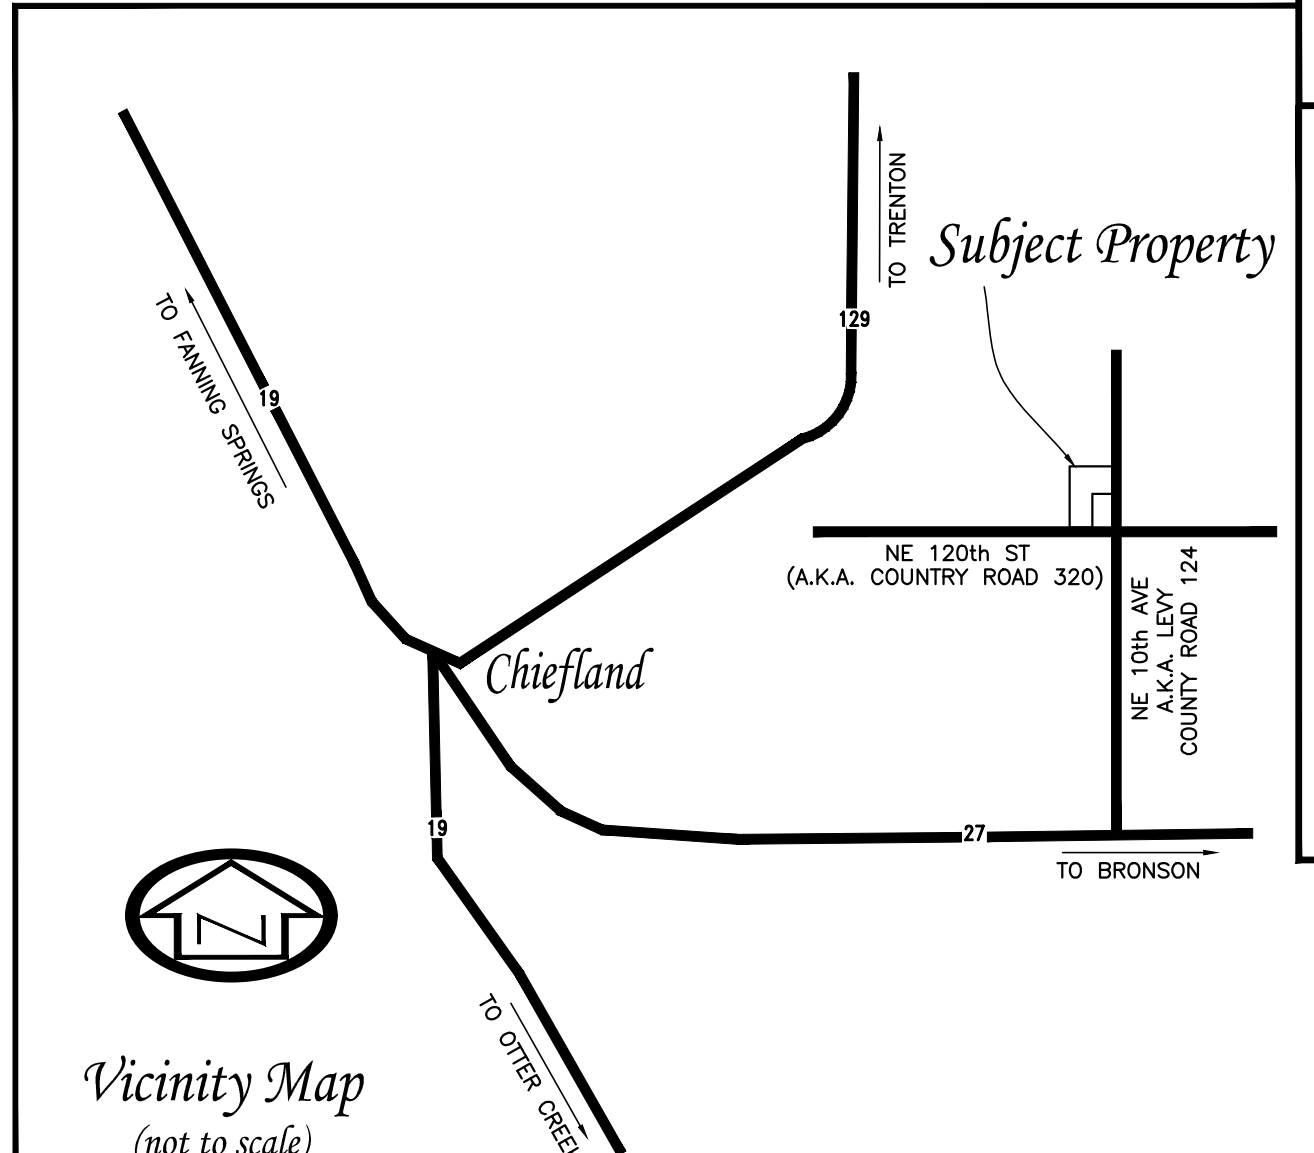 TO TRENTON
Subject Property
TO FANNING SPRINGS
129
19
NE 120th ST
(A.K.A. COUNTRY ROAD 320)
NE 10th AVE
A.K.A. LEVY
COUNTY ROAD 124
Chiefland
19
27
TO BRONSON
N
TO OTTER
Vicinity Map
(not to scale)